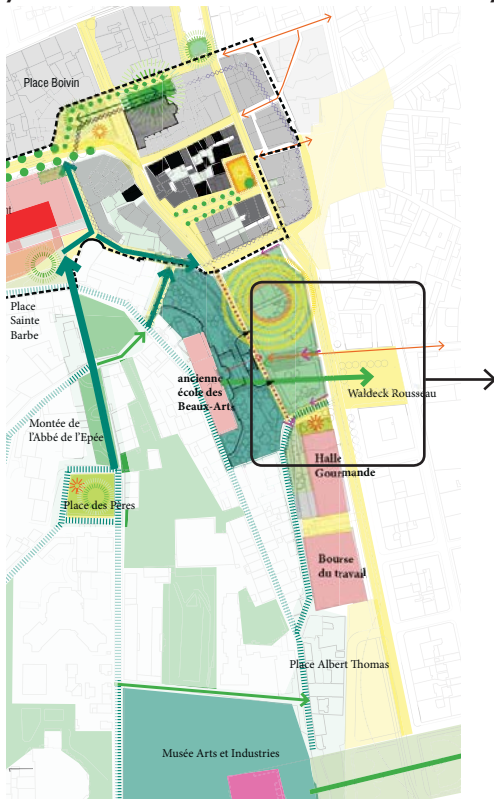 Place Boivin
nt
Place
Sainte
Barbe
ancienne
école des
Beaux-Arts
Waldeck Rousseau
Montée de
l'Abbé de l'Epée
Halle
Gourmande
Place des Pères
Bourse
du travail
Place Albert Thomas
Musée Arts et Industries